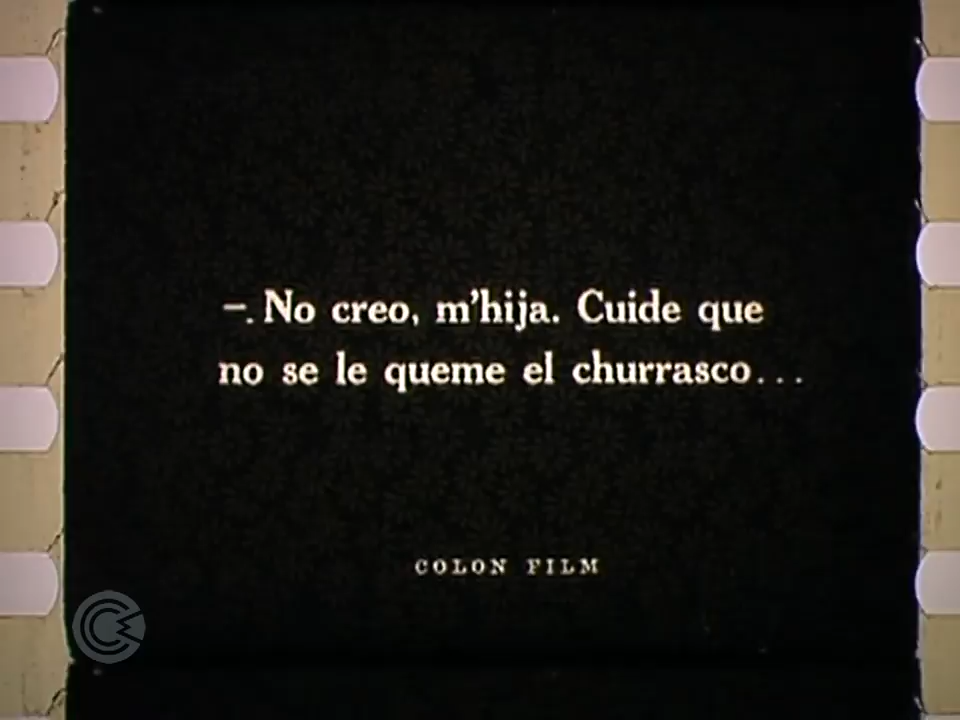 –. No creo, m'hija. Cuide que
no se le queme el churrasco...
COLON FILM